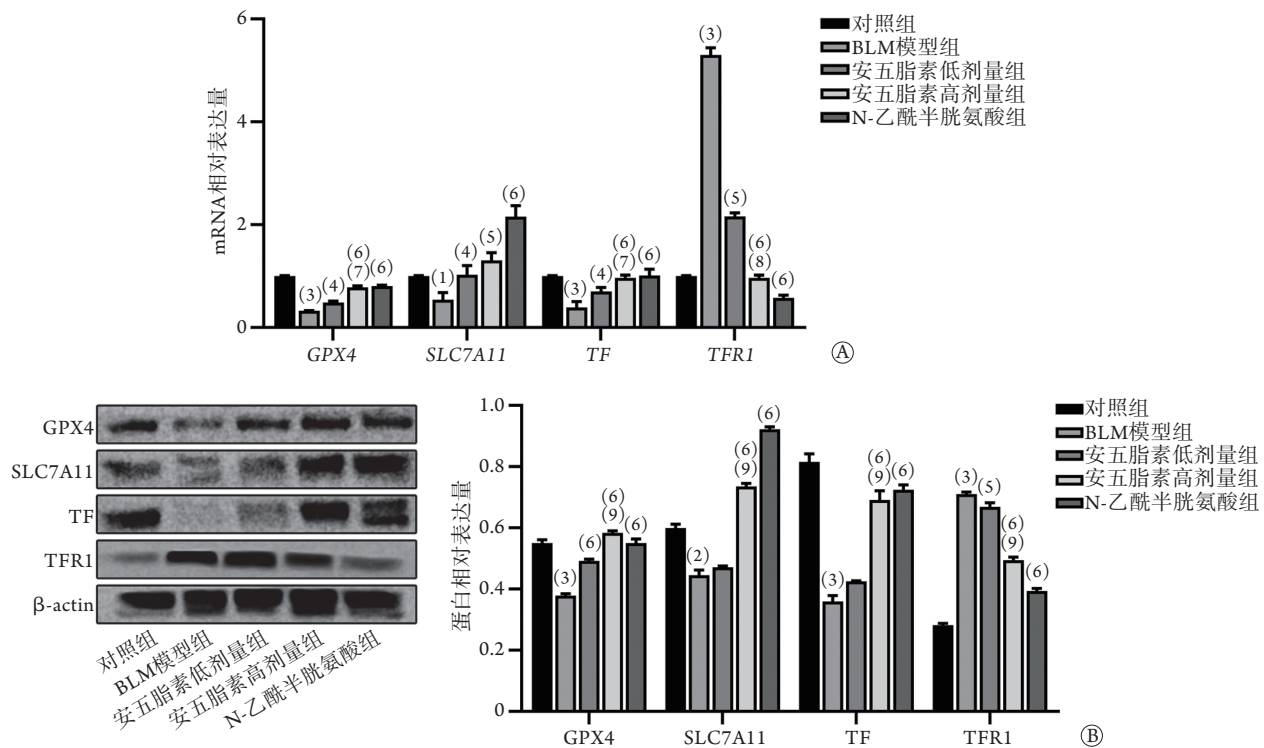 6
4
2
0
mRNA相对表达量
(3)
(4)
(6)
(7)
(6)
(1)
(4)
(5)
(6)
(3)
(4)
(6)
(7)
(6)
(3)
(5)
(6)
(8)
(6)
GPX4
SLC7A11
TF
TFR1
对照组
BLM模型组
安五脂素低剂量组
安五脂素高剂量组
N-乙酰半胱氨酸组
Ⓐ
GPX4
SLC7A11
TF
TFR1
β-actin
对照组
BLM模型组
安五脂素低剂量组
安五脂素高剂量组
N-乙酰半胱氨酸组
1.0
0.8
0.6
0.4
0.2
0
蛋白相对表达量
(3)
(6)
(6)
(9)
(6)
(2)
(6)
(9)
(6)
(3)
(6)
(9)
(6)
(3)
(5)
(6)
(9)
(6)
GPX4
SLC7A11
TF
TFR1
对照组
BLM模型组
安五脂素低剂量组
安五脂素高剂量组
N-乙酰半胱氨酸组
Ⓑ